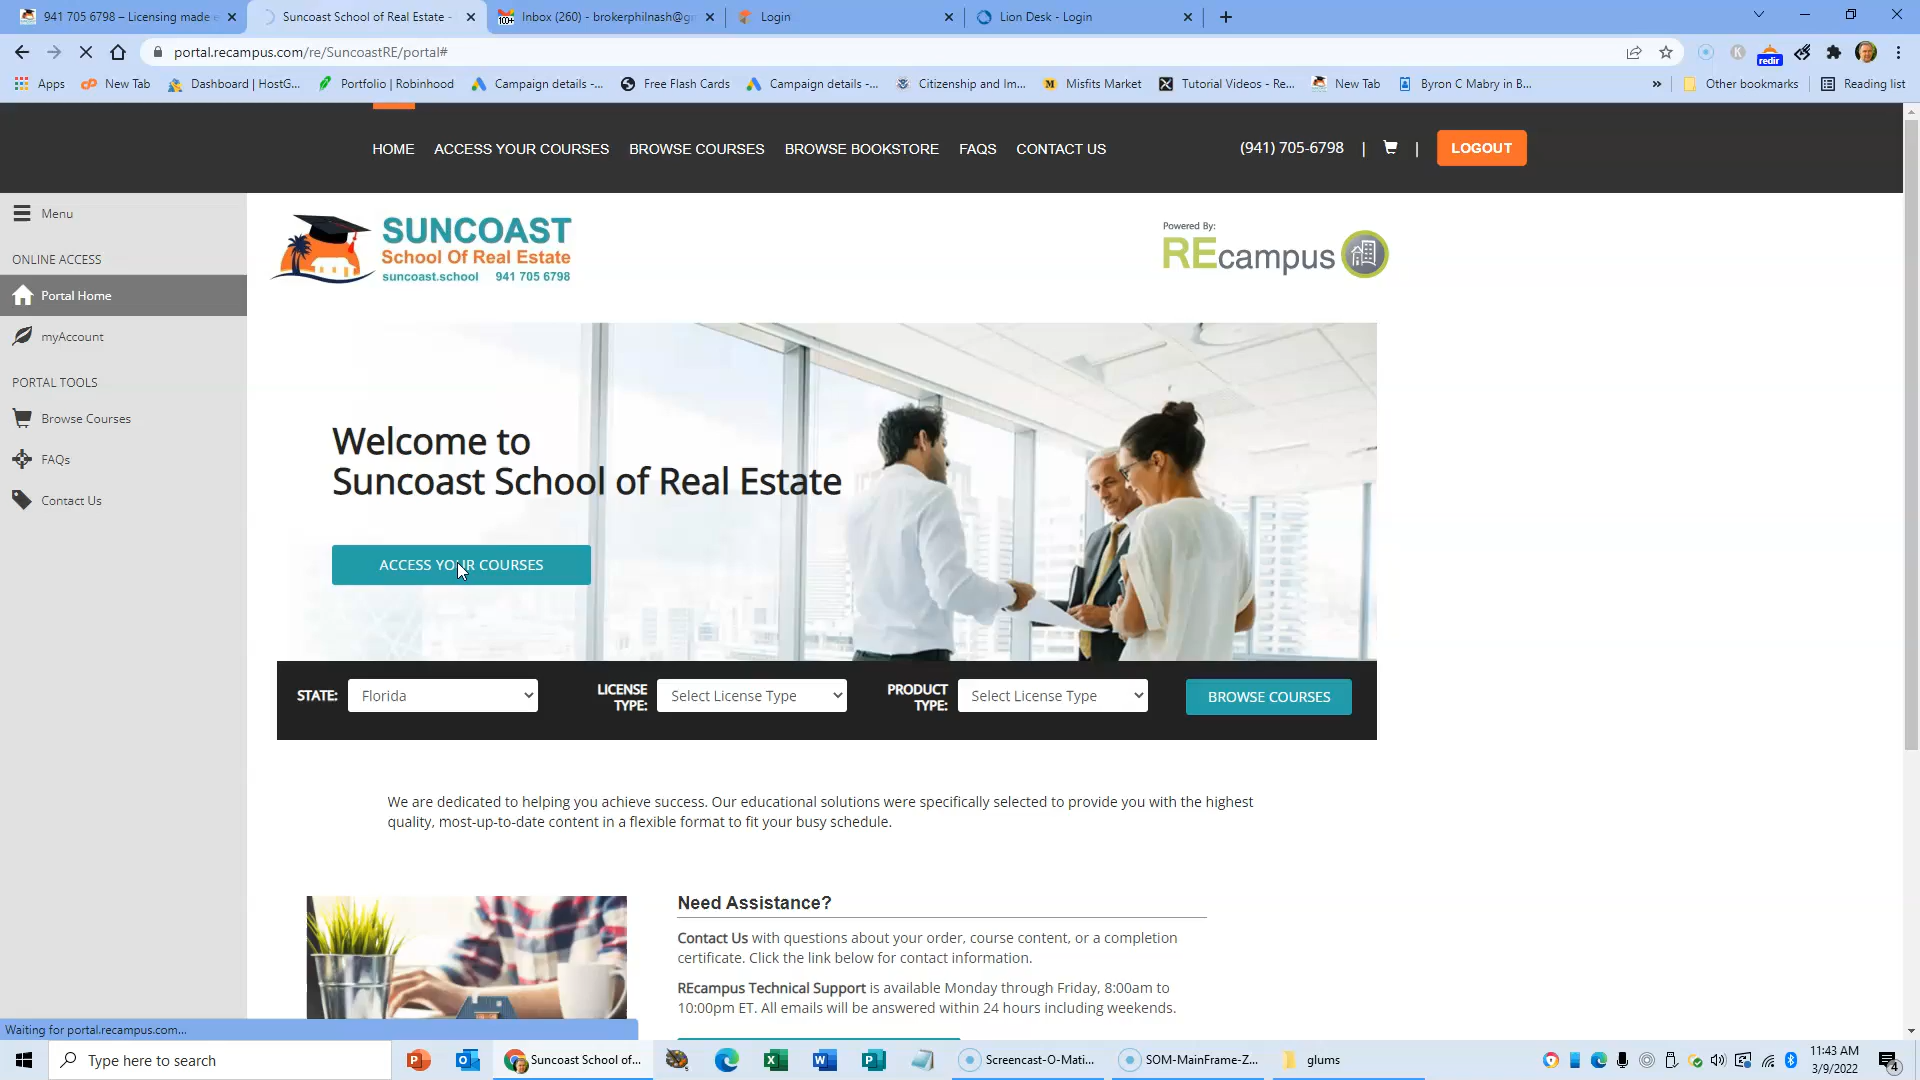 941 705 6798 – Licensing made e
Suncoast School of Real Estate -
Inbox (260) - brokerphilnash@gm
Login
Lion Desk - Login
portal.recampus.com/re/SuncoastRE/portal#
redir
Apps
New Tab
Dashboard | HostG...
Portfolio | Robinhood
Campaign details -...
Free Flash Cards
Campaign details -...
Citizenship and Im...
Misfits Market
Tutorial Videos - Re...
New Tab
Byron C Mabry in B...
»
Other bookmarks
Reading list
HOME
ACCESS YOUR COURSES
BROWSE COURSES
BROWSE BOOKSTORE
FAQS
CONTACT US
(941) 705-6798
|
|
LOGOUT
Menu
ONLINE ACCESS
Portal Home
myAccount
PORTAL TOOLS
Browse Courses
FAQs
Contact Us
SUNCOAST
School Of Real Estate
suncoast.school 941 705 6798
Powered By:
REcampus
Welcome to
Suncoast School of Real Estate
ACCESS YOUR COURSES
STATE:
Florida
LICENSE
TYPE:
Select License Type
PRODUCT
TYPE:
Select License Type
BROWSE COURSES
We are dedicated to helping you achieve success. Our educational solutions were specifically selected to provide you with the highest
quality, most-up-to-date content in a flexible format to fit your busy schedule.
Need Assistance?
Contact Us with questions about your order, course content, or a completion
certificate. Click the link below for contact information.
REcampus Technical Support is available Monday through Friday, 8:00am to
10:00pm ET. All emails will be answered within 24 hours including weekends.
Waiting for portal.recampus.com...
Type here to search
Suncoast School of...
Screencast-O-Mati...
SOM-MainFrame-Z...
glums
11:43 AM
3/9/2022
4